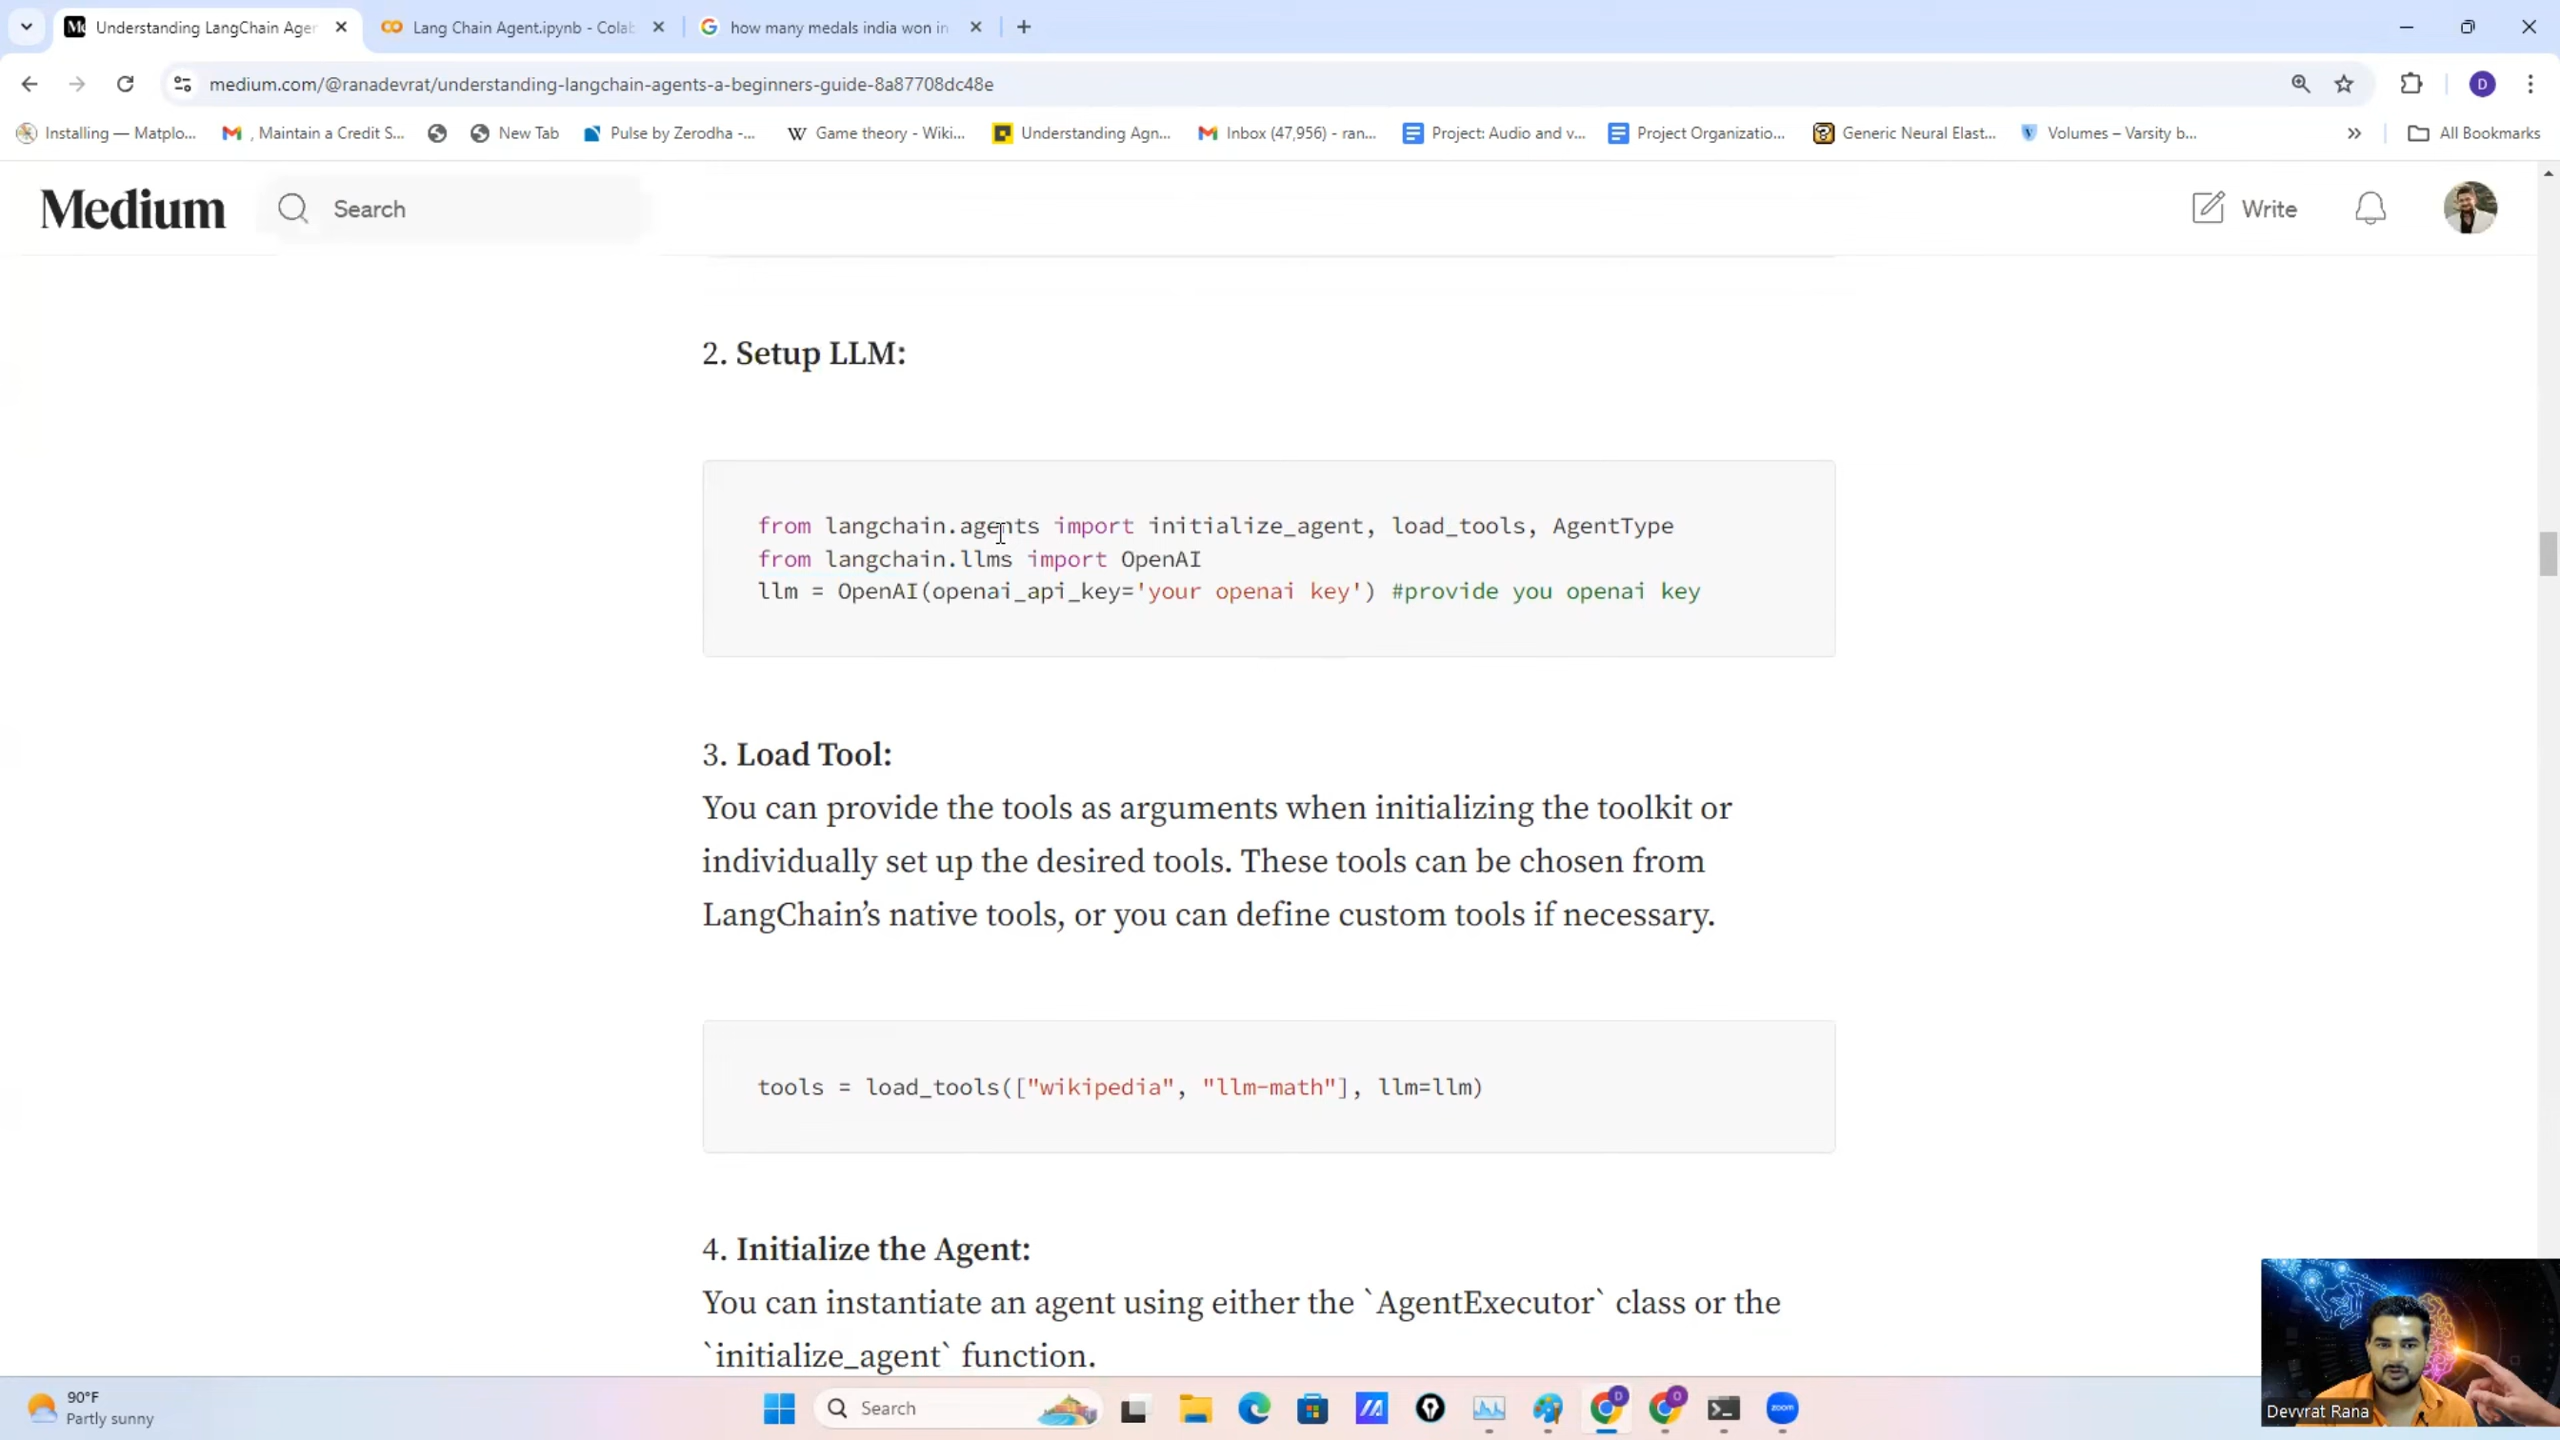 Understanding LangChain Ager
Lang Chain Agent.ipynb - Colab
how many medals india won in
medium.com/@ranadevrat/understanding-langchain-agents-a-beginners-guide-8a87708dc48e
D
Installing — Matplo...
, Maintain a Credit S...
New Tab
Pulse by Zerodha -...
Game theory - Wiki...
Understanding Agn...
Inbox (47,956) - ran...
Project: Audio and v...
Project Organizatio...
Generic Neural Elast...
Volumes – Varsity b...
All Bookmarks
Medium
Search
Write
2. Setup LLM:
from langchain.agents import initialize_agent, load_tools, AgentType
from langchain.llms import OpenAI
llm = OpenAI(openai_api_key='your openai key') #provide you openai key
3. Load Tool:
You can provide the tools as arguments when initializing the toolkit or
individually set up the desired tools. These tools can be chosen from
LangChain’s native tools, or you can define custom tools if necessary.
tools = load_tools(["wikipedia", "llm-math"], llm=llm)
4. Initialize the Agent:
You can instantiate an agent using either the `AgentExecutor` class or the
`initialize_agent` function.
Devvrat Rana
90°F
Partly sunny
Search
zoom